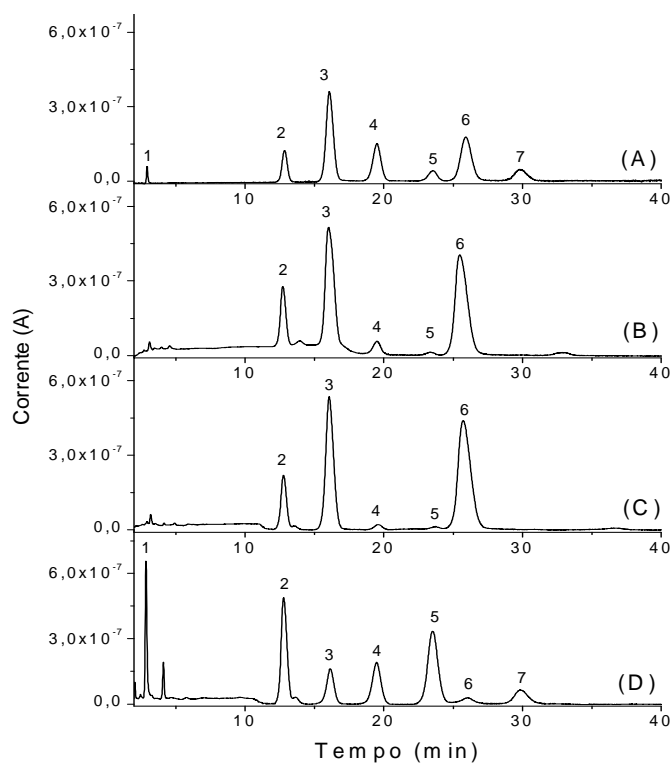 Corrente (A)
6,0x10⁻⁷
3,0x10⁻⁷
0,0
1 2 3 4 5 6 7
(A)
10 20 30 40
6,0x10⁻⁷
3,0x10⁻⁷
0,0
2 3 4 5 6
(B)
10 20 30 40
6,0x10⁻⁷
3,0x10⁻⁷
0,0
2 3 4 5 6
(C)
10 20 30 40
6,0x10⁻⁷
3,0x10⁻⁷
0,0
1 2 3 4 5 6 7
(D)
10 20 30 40
Tempo (min)